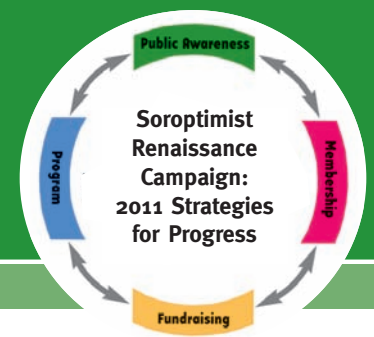 Public Awareness
Soroptimist
Renaissance
Campaign:
2011 Strategies
for Progress
Program
Membership
Fundraising